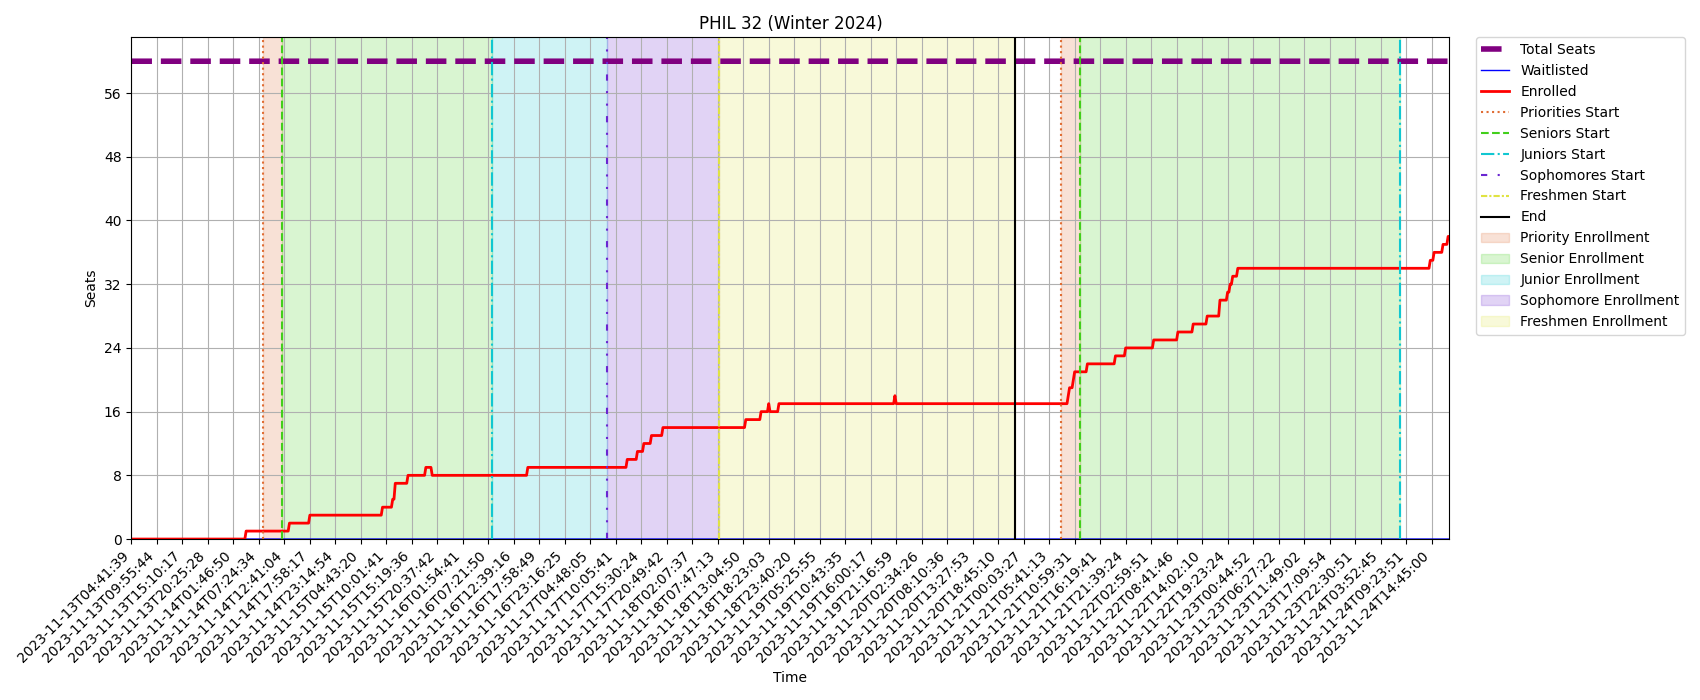 PHIL 32 (Winter 2024)
Seats
56
48
40
32
24
16
8
0
2023-11-13T04:41:39
2023-11-13T09:55:44
2023-11-13T15:10:17
2023-11-13T20:25:28
2023-11-14T01:46:50
2023-11-14T07:24:34
2023-11-14T12:41:04
2023-11-14T17:58:17
2023-11-14T23:14:54
2023-11-15T04:43:20
2023-11-15T10:01:41
2023-11-15T15:19:36
2023-11-15T20:37:42
2023-11-16T01:54:41
2023-11-16T07:21:50
2023-11-16T12:39:16
2023-11-16T17:58:49
2023-11-16T23:16:25
2023-11-17T04:48:05
2023-11-17T10:05:41
2023-11-17T15:30:24
2023-11-17T20:49:42
2023-11-18T02:07:37
2023-11-18T07:47:13
2023-11-18T13:04:50
2023-11-18T18:23:03
2023-11-18T23:40:20
2023-11-19T05:25:55
2023-11-19T10:43:35
2023-11-19T16:00:17
2023-11-19T21:16:59
2023-11-20T02:34:26
2023-11-20T08:10:36
2023-11-20T13:27:53
2023-11-20T18:45:10
2023-11-21T00:03:27
2023-11-21T05:41:13
2023-11-21T10:59:31
2023-11-21T16:19:41
2023-11-21T21:39:24
2023-11-22T02:59:51
2023-11-22T08:41:46
2023-11-22T14:02:10
2023-11-22T19:23:24
2023-11-23T00:44:52
2023-11-23T06:27:22
2023-11-23T11:49:02
2023-11-23T17:09:54
2023-11-23T22:30:51
2023-11-24T03:52:45
2023-11-24T09:23:51
2023-11-24T14:45:00
Time
Total Seats
Waitlisted
Enrolled
Priorities Start
Seniors Start
Juniors Start
Sophomores Start
Freshmen Start
End
Priority Enrollment
Senior Enrollment
Junior Enrollment
Sophomore Enrollment
Freshmen Enrollment